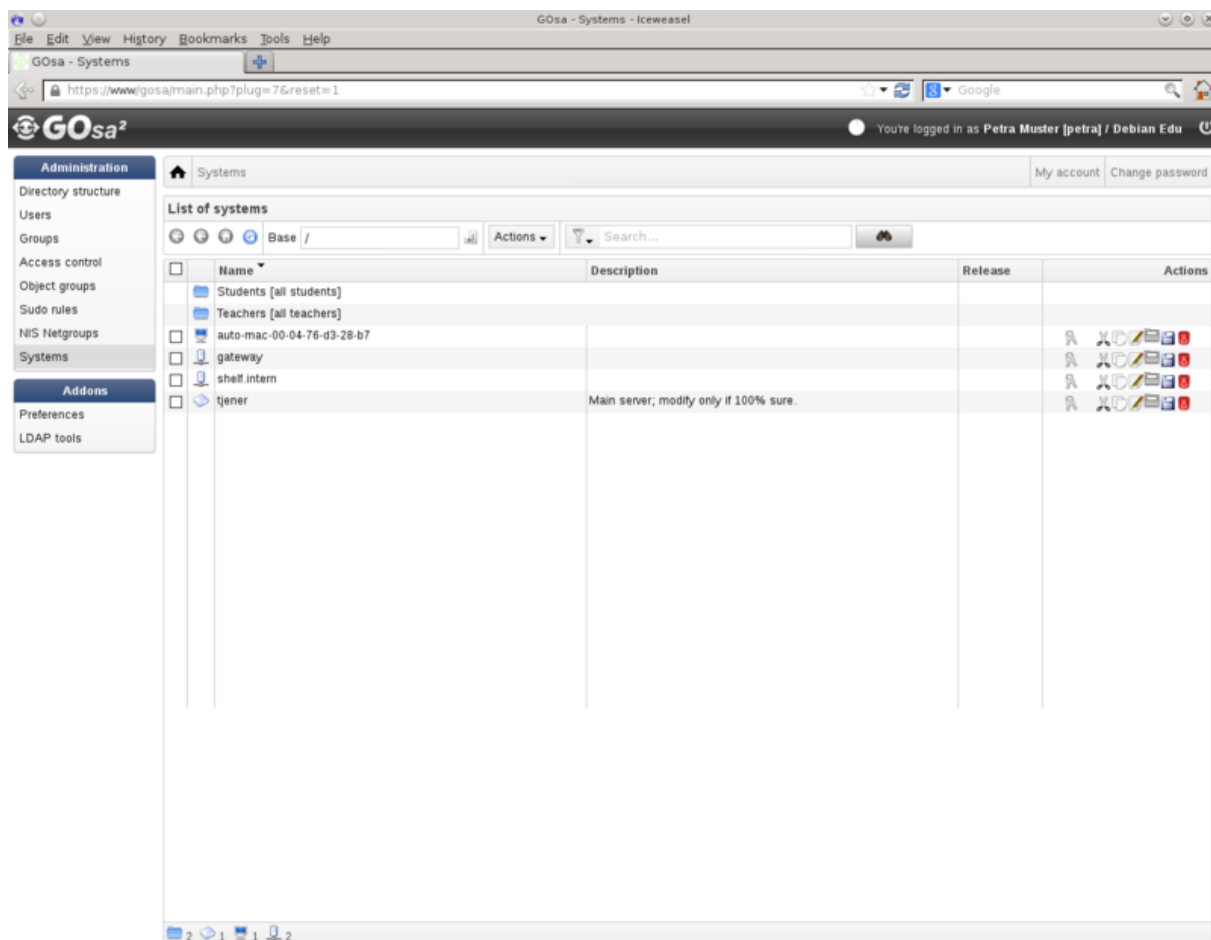 GOsa - Systems - Iceweasel
File Edit View History Bookmarks Tools Help
GOsa - Systems
https://www/gosa/main.php?plug=7&reset=1
Google
GOsa²
You're logged in as Petra Muster [petra] / Debian Edu
Administration
Directory structure
Users
Groups
Access control
Object groups
Sudo rules
NIS Netgroups
Systems
Addons
Preferences
LDAP tools
Systems
My account Change password
List of systems
Base / Actions Search...
Name Description Release Actions
Students [all students]
Teachers [all teachers]
auto-mac-00-04-76-d3-28-b7
gateway
shelf.intern
tjener Main server; modify only if 100% sure.
2 1 1 2